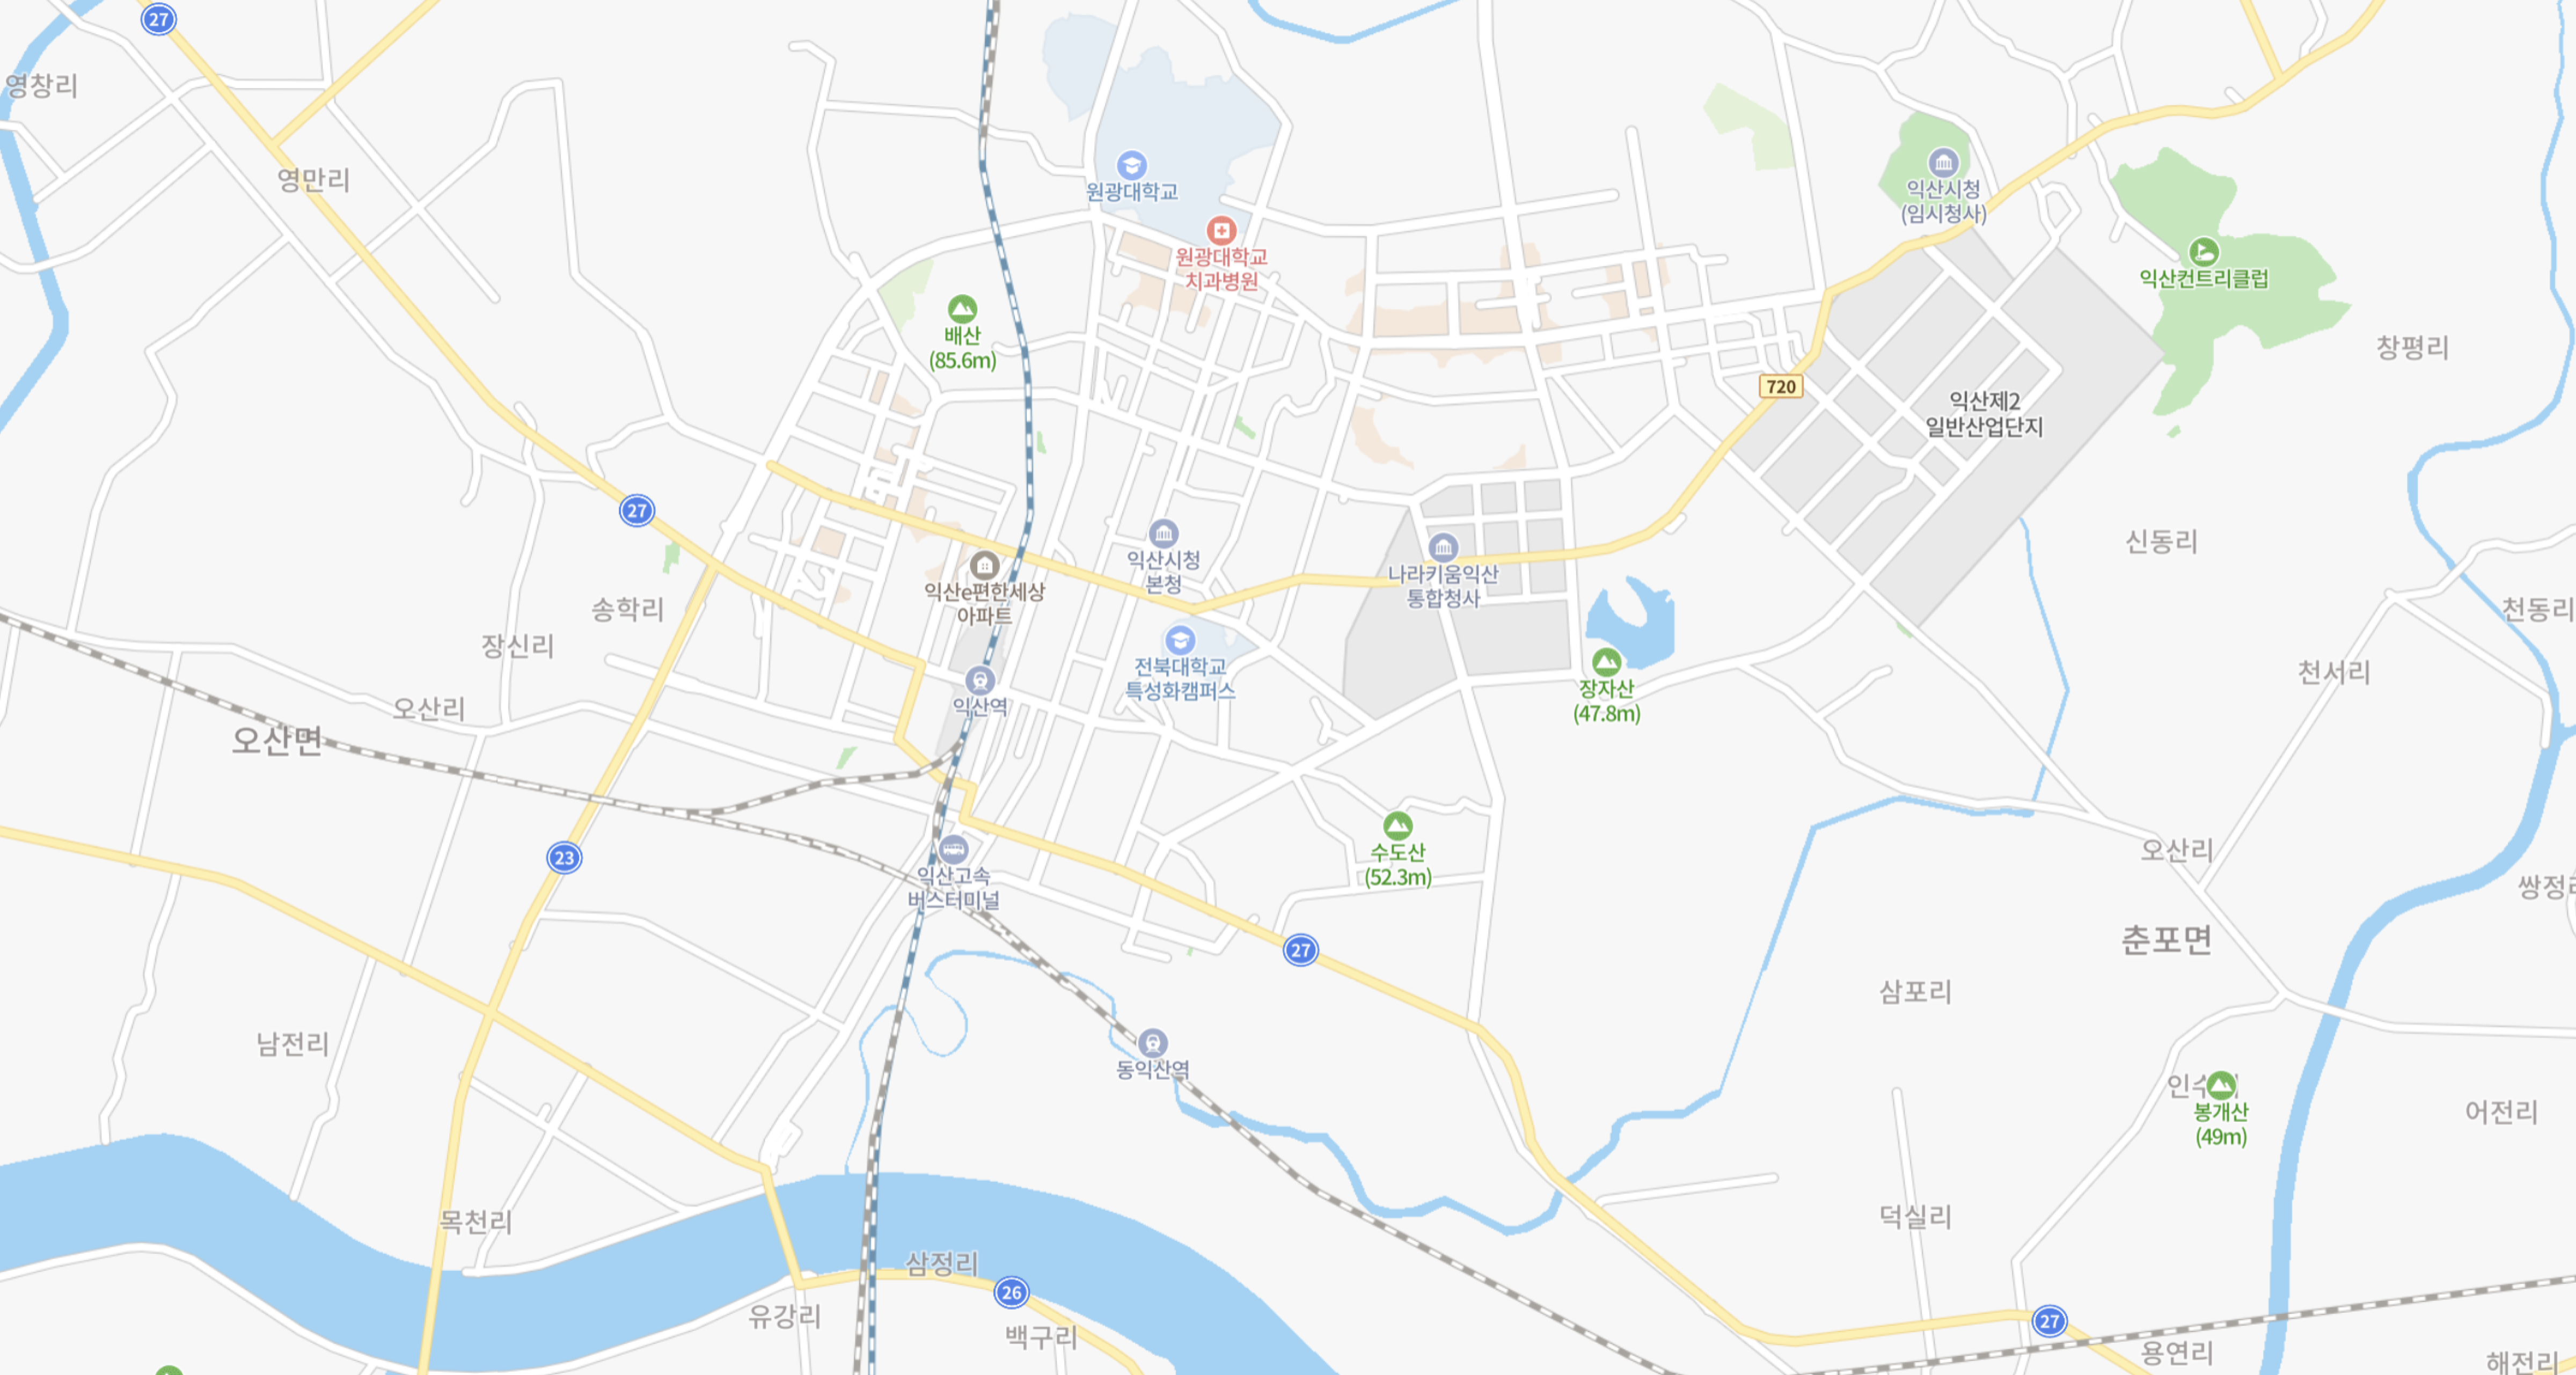 27
영창리
영만리
원광대학교
원광대학교
치과병원
익산시청
(임시청사)
익산컨트리클럽
배산
(85.6m)
창평리
720
익산제2
일반산업단지
27
익산시청
본청
신동리
나라키움익산
통합청사
익산e편한세상
아파트
송학리
장신리
천동리
전북대학교
특성화캠퍼스
천서리
장자산
(47.8m)
익산역
오산리
오산면
23
수도산
(52.3m)
오산리
익산고속
버스터미널
쌍정리
27
춘포면
삼포리
남전리
동익산역
봉개산
(49m)
어전리
목천리
덕실리
삼정리
26
유강리
백구리
27
용연리
해전리